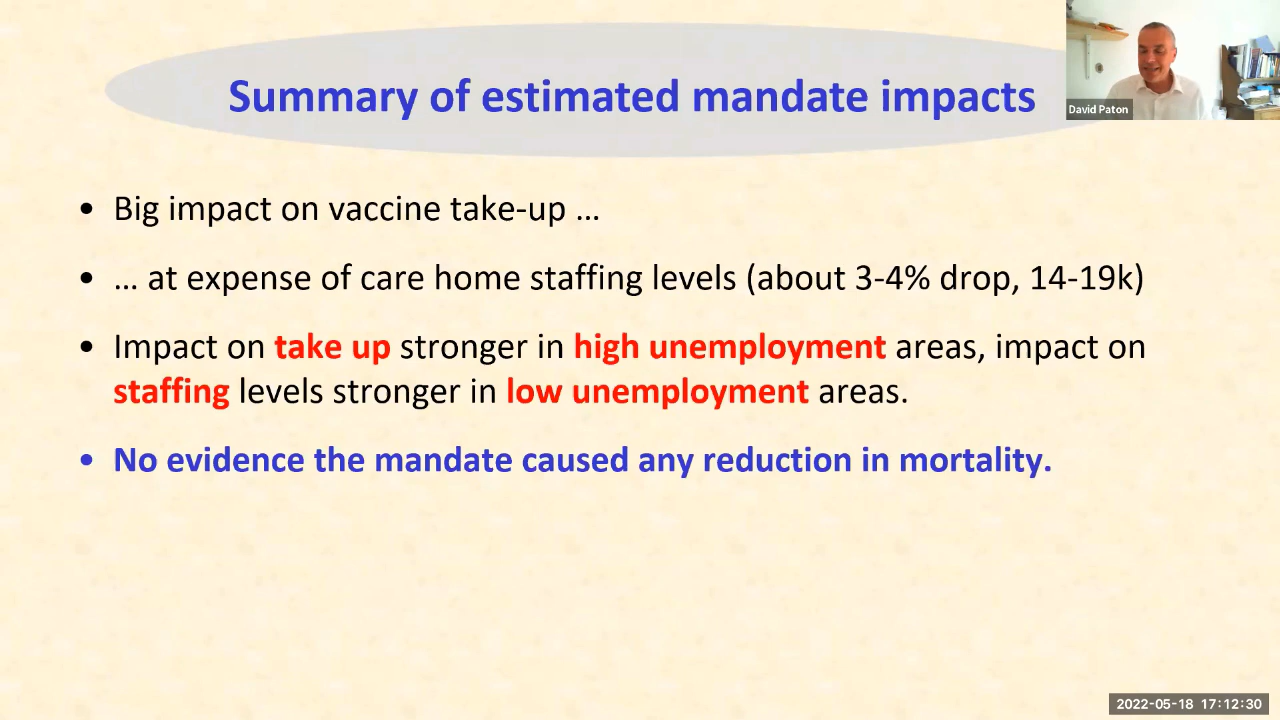 Summary of estimated mandate impacts
David Paton
• Big impact on vaccine take-up ...
• ... at expense of care home staffing levels (about 3-4% drop, 14-19k)
• Impact on take up stronger in high unemployment areas, impact on
staffing levels stronger in low unemployment areas.
• No evidence the mandate caused any reduction in mortality.
2022-05-18 17:12:30